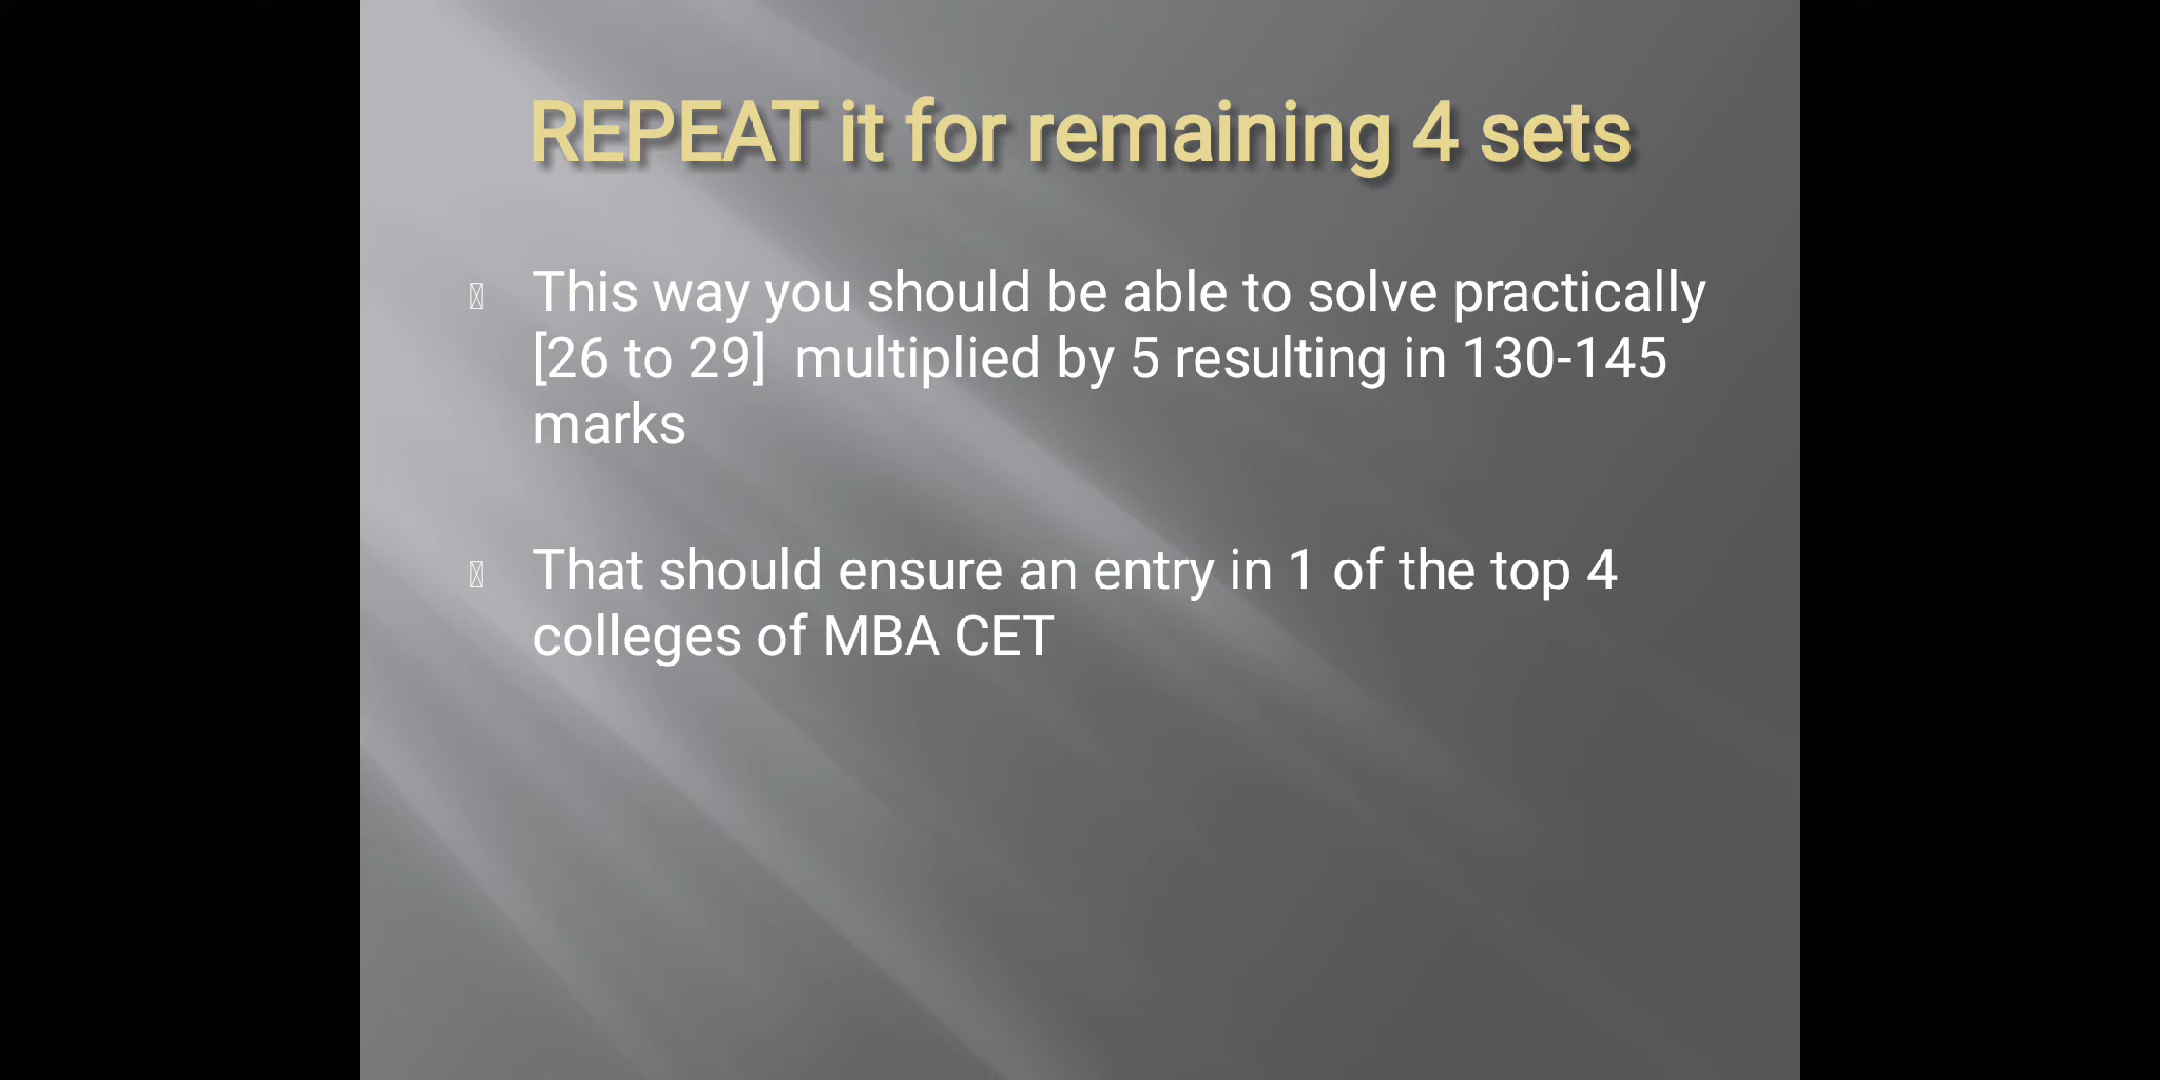 REPEAT it for remaining 4 sets
This way you should be able to solve practically
[26 to 29] multiplied by 5 resulting in 130-145
marks
That should ensure an entry in 1 of the top 4
colleges of MBA CET